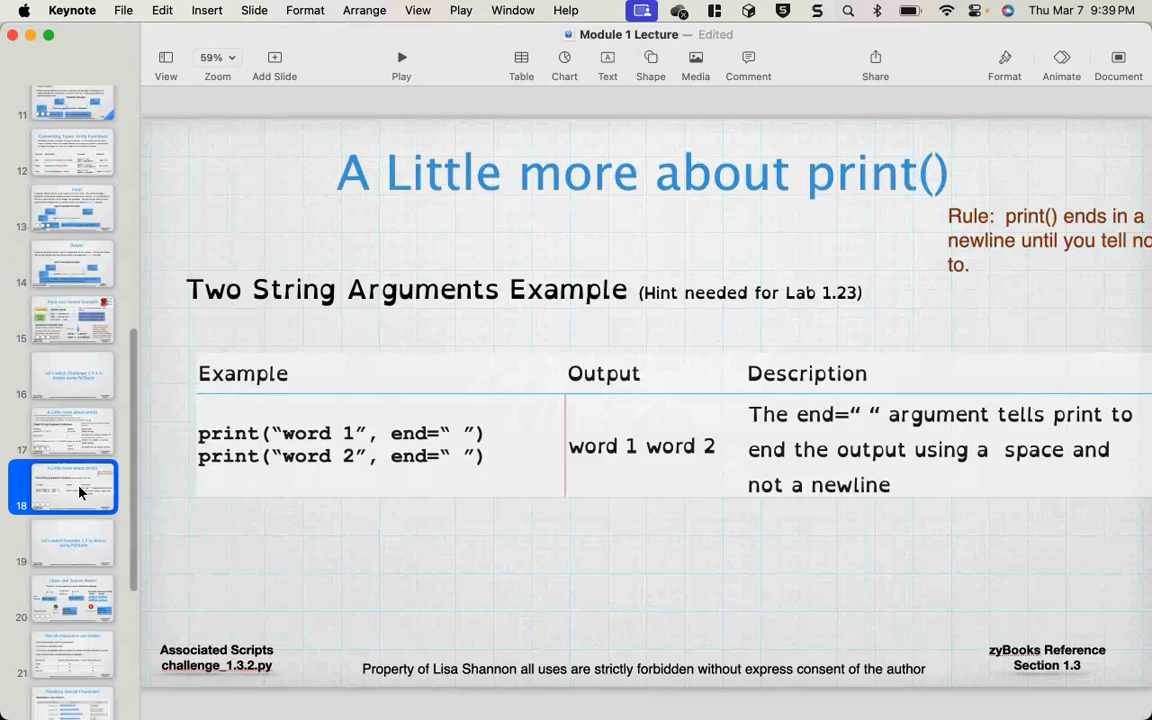 Keynote File Edit Insert Slide Format Arrange View Play Window Help Thu Mar 7 9:39 PM
Module 1 Lecture — Edited
59%
View Zoom Add Slide Play Table Chart Text Shape Media Comment Share Format Animate Document
11
12
13
14
15
16
17
18
19
20
21
A Little more about print()
Rule: print() ends in a
newline until you tell no
to.
Two String Arguments Example (Hint needed for Lab 1.23)
Example Output Description
print(“word 1”, end=“ ”)
print(“word 2”, end=“ ”)
word 1 word 2
The end=“ “ argument tells print to
end the output using a space and
not a newline
Associated Scripts
challenge_1.3.2.py
Property of Lisa Shannon all uses are strictly forbidden without express consent of the author
zyBooks Reference
Section 1.3